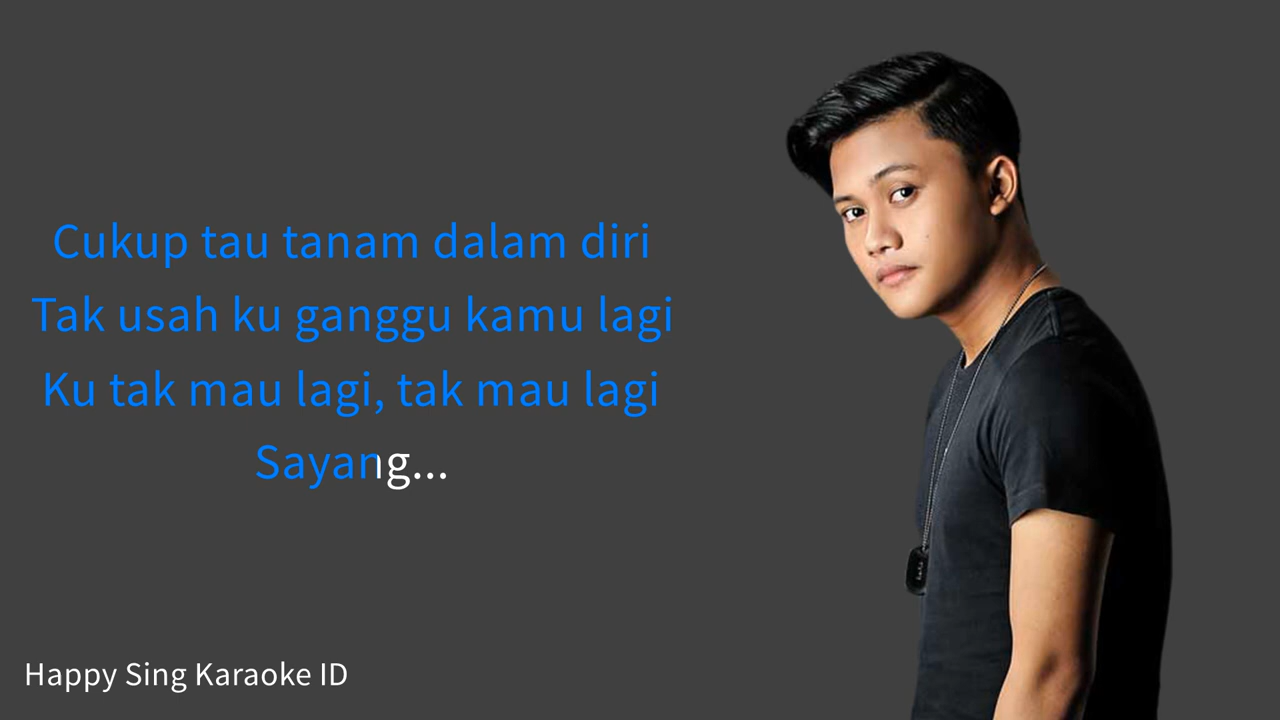 Cukup tau tanam dalam diri
Tak usah ku ganggu kamu lagi
Ku tak mau lagi, tak mau lagi
Sayang...
Happy Sing Karaoke ID